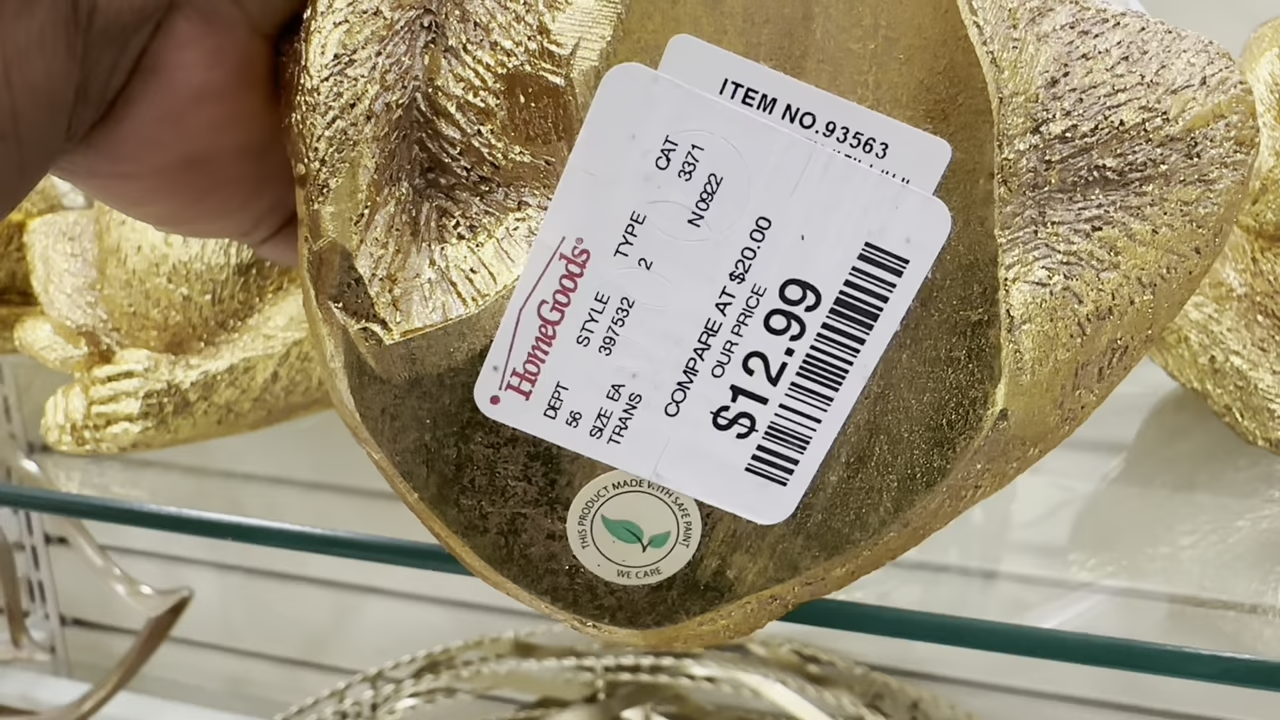 ITEM NO.93563
HomeGoods®
DEPT STYLE TYPE CAT
56 397532 2 3371
SIZE EA N0922
TRANS
COMPARE AT $20.00
OUR PRICE
$12.99
THIS PRODUCT MADE WITH SAFE PAINT
WE CARE